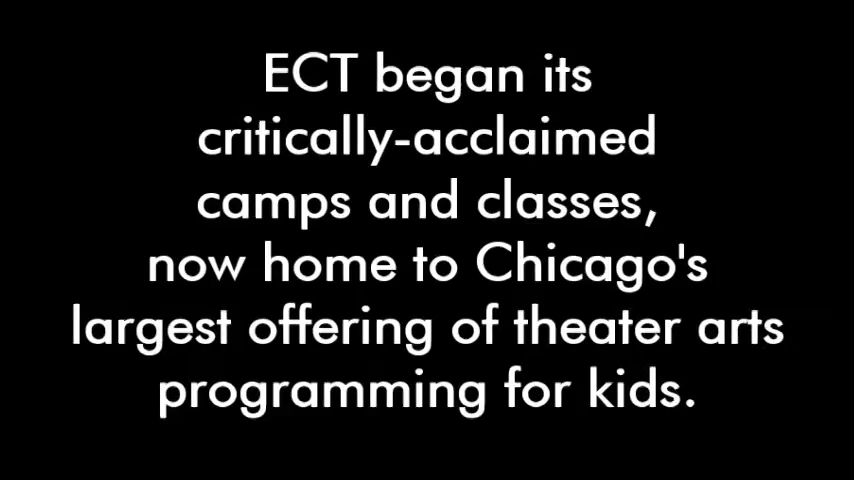 ECT began its
critically-acclaimed
camps and classes,
now home to Chicago's
largest offering of theater arts
programming for kids.